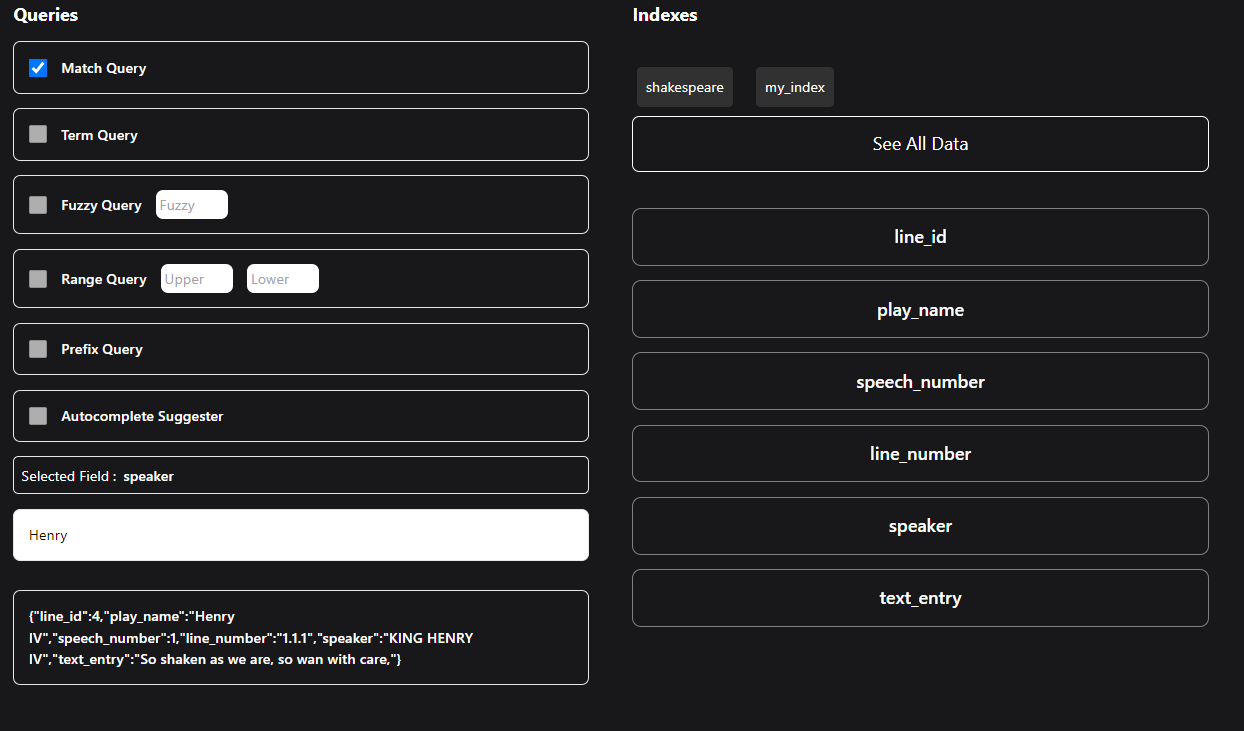 Queries
Match Query
Term Query
Fuzzy Query Fuzzy
Range Query Upper Lower
Prefix Query
Autocomplete Suggester
Selected Field : speaker
Henry
{"line_id":4,"play_name":"Henry
IV","speech_number":1,"line_number":"1.1.1","speaker":"KING HENRY
IV","text_entry":"So shaken as we are, so wan with care,"}
Indexes
shakespeare my_index
See All Data
line_id
play_name
speech_number
line_number
speaker
text_entry